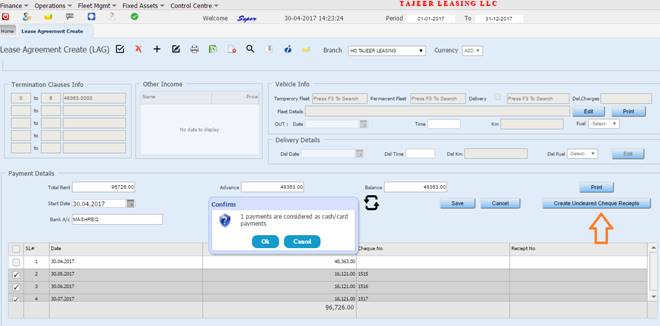 TAJEER LEASING LLC
Finance Operations Fleet Mgmt Fixed Assets Control Centre
Welcome Super 30-04-2017 14:23:24 Period 01-01-2017 To 31-12-2017
Home Lease Agreement Create
Lease Agreement Create (LAG) Branch HO TAJEER LEASING Currency AED
Termination Clauses Info Other Income Vehicle Info
0 to 6 48363.0000 Name Price Temperory Fleet Press F3 To Search Permanent Fleet Press F3 To Search Delivery Del.Charges
to Fleet Details Edit Print
to No data to display OUT : Date Time Km Fuel -Select-
to Delivery Details
to Del Date Del Time Del Km Del Fuel -Select- Edit
Payment Details
Total Rent 96726.00 Advance 48363.00 Balance 48363.00 Print
Start Date 30.04.2017 Save Cancel Create Uncleared Cheque Receipts
Bank A/c MASHREQ
Confirm
1 payments are considered as cash/card
payments
Ok Cancel
SL# Date Cheque No Reciept No
1 30.04.2017 48,363.00
2 30.05.2017 16,121.00 1515
3 30.06.2017 16,121.00 1516
4 30.07.2017 16,121.00 1517
96,726.00